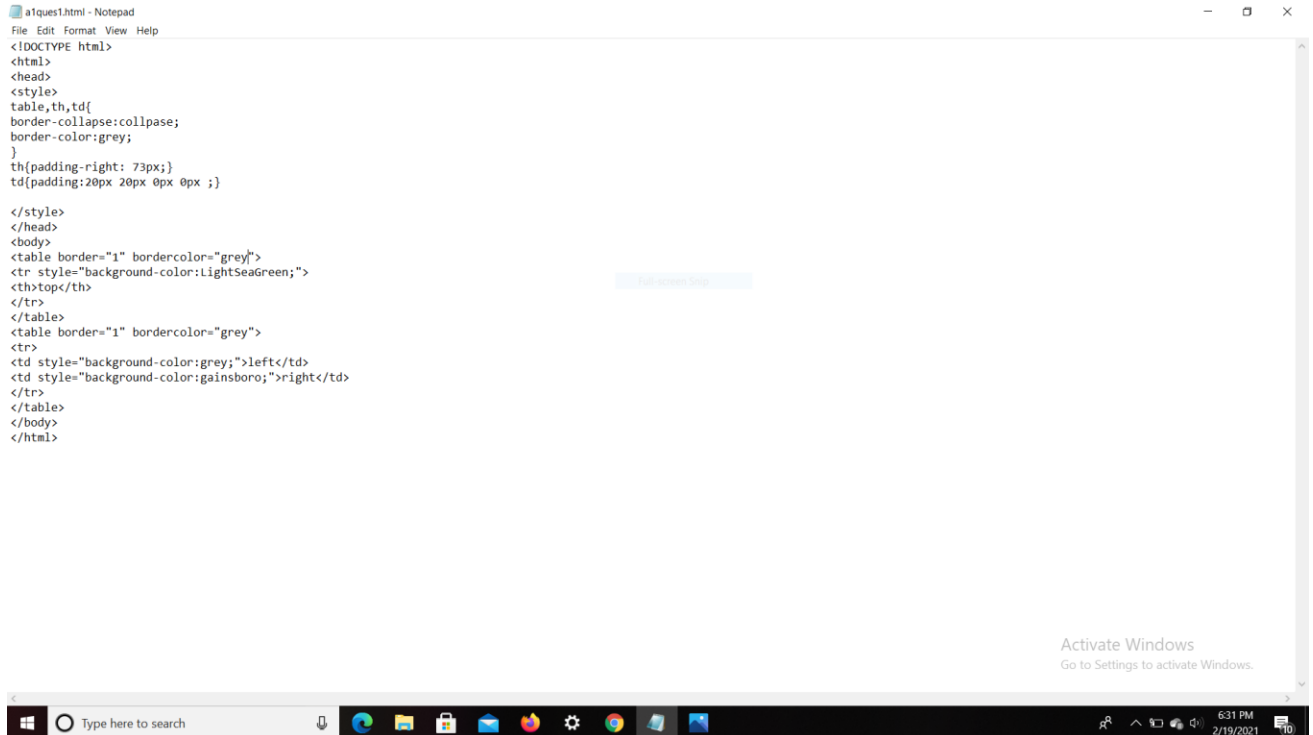 a1ques1.html - Notepad
File Edit Format View Help
<!DOCTYPE html>
<html>
<head>
<style>
table,th,td{
border-collapse:collpase;
border-color:grey;
}
th{padding-right: 73px;}
td{padding:20px 20px 0px 0px ;}
</style>
</head>
<body>
<table border="1" bordercolor="grey">
<tr style="background-color:LightSeaGreen;">
<th>top</th>
</tr>
</table>
<table border="1" bordercolor="grey">
<tr>
<td style="background-color:grey;">left</td>
<td style="background-color:gainsboro;">right</td>
</tr>
</table>
</body>
</html>
Full-screen Snip
Activate Windows
Go to Settings to activate Windows.
Type here to search
6:31 PM
2/19/2021
10